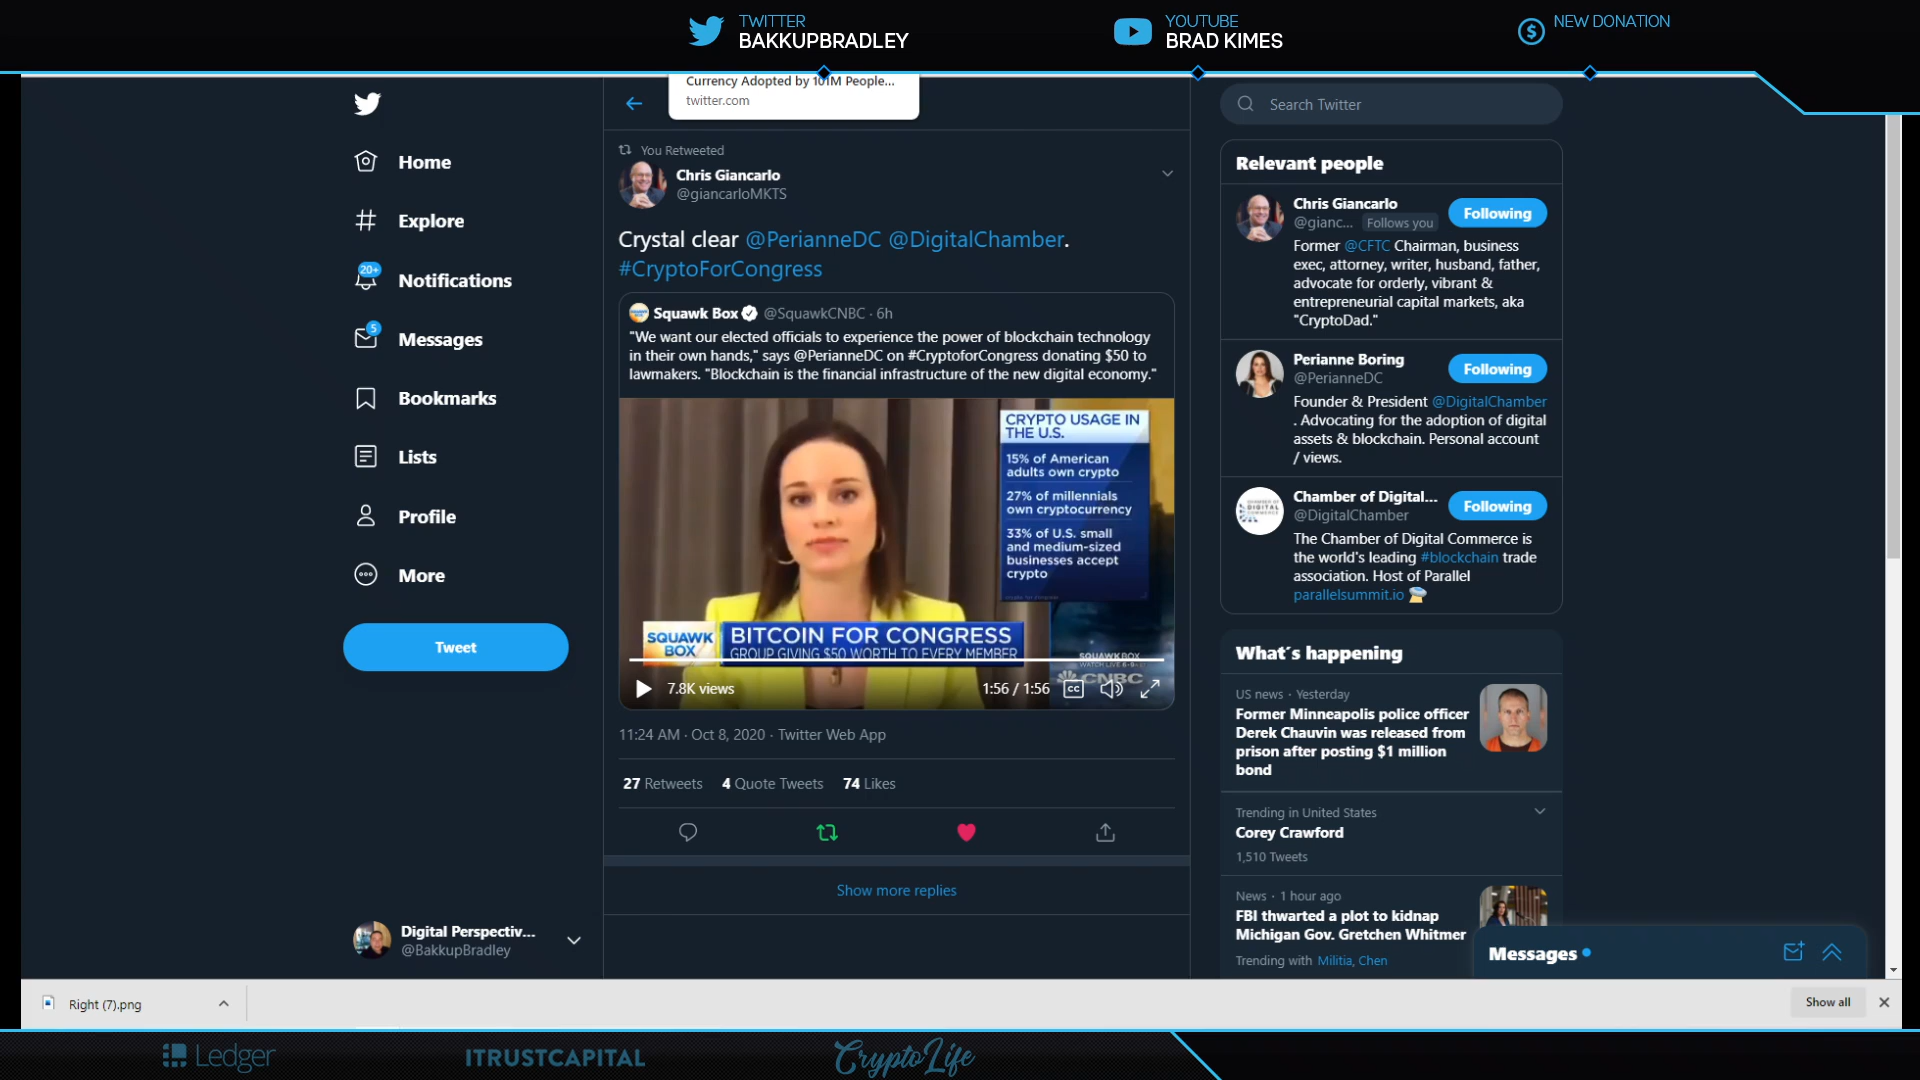 TWITTER
BAKKUPBRADLEY
YOUTUBE
BRAD KIMES
NEW DONATION
Currency Adopted by 101M People...
twitter.com
Search Twitter
Home
Explore
20+
Notifications
5
Messages
Bookmarks
Lists
Profile
More
Tweet
Digital Perspectiv...
@BakkupBradley
You Retweeted
Chris Giancarlo
@giancarloMKTS
Crystal clear @PerianneDC @DigitalChamber.
#CryptoForCongress
Squawk Box @SquawkCNBC · 6h
"We want our elected officials to experience the power of blockchain technology
in their own hands," says @PerianneDC on #CryptoforCongress donating $50 to
lawmakers. "Blockchain is the financial infrastructure of the new digital economy."
CRYPTO USAGE IN
THE U.S.
15% of American
adults own crypto
27% of millennials
own cryptocurrency
33% of U.S. small
and medium-sized
businesses accept
crypto
SQUAWK
BOX
BITCOIN FOR CONGRESS
GROUP GIVING $50 WORTH TO EVERY MEMBER
SQUAWK BOX
CNBC
7.8K views
1:56 / 1:56
CC
11:24 AM · Oct 8, 2020 · Twitter Web App
27 Retweets 4 Quote Tweets 74 Likes
Show more replies
Relevant people
Chris Giancarlo
@gianc... Follows you
Following
Former @CFTC Chairman, business
exec, attorney, writer, husband, father,
advocate for orderly, vibrant &
entrepreneurial capital markets, aka
"CryptoDad."
Perianne Boring
@PerianneDC
Following
Founder & President @DigitalChamber
. Advocating for the adoption of digital
assets & blockchain. Personal account
/ views.
Chamber of Digital...
@DigitalChamber
Following
The Chamber of Digital Commerce is
the world's leading #blockchain trade
association. Host of Parallel
parallelsummit.io
What´s happening
US news · Yesterday
Former Minneapolis police officer
Derek Chauvin was released from
prison after posting $1 million
bond
Trending in United States
Corey Crawford
1,510 Tweets
News · 1 hour ago
FBI thwarted a plot to kidnap
Michigan Gov. Gretchen Whitmer
Trending with Militia, Chen
Messages
Right (7).png
Show all
Ledger
ITRUSTCAPITAL
CryptoLife